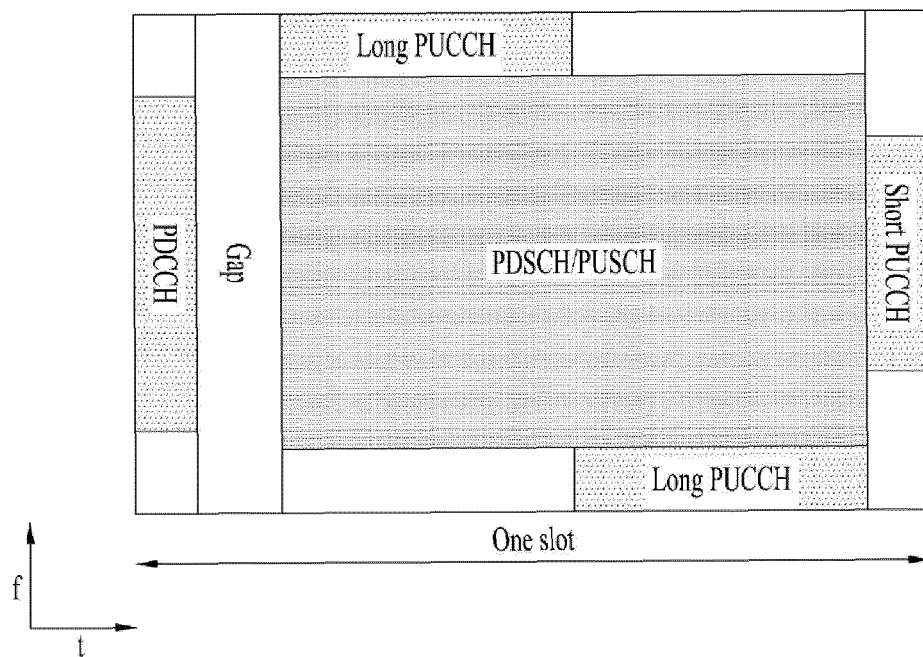 Long PUCCH
PDCCH
Gap
PDSCH/PUSCH
Short PUCCH
Long PUCCH
One slot
f
t